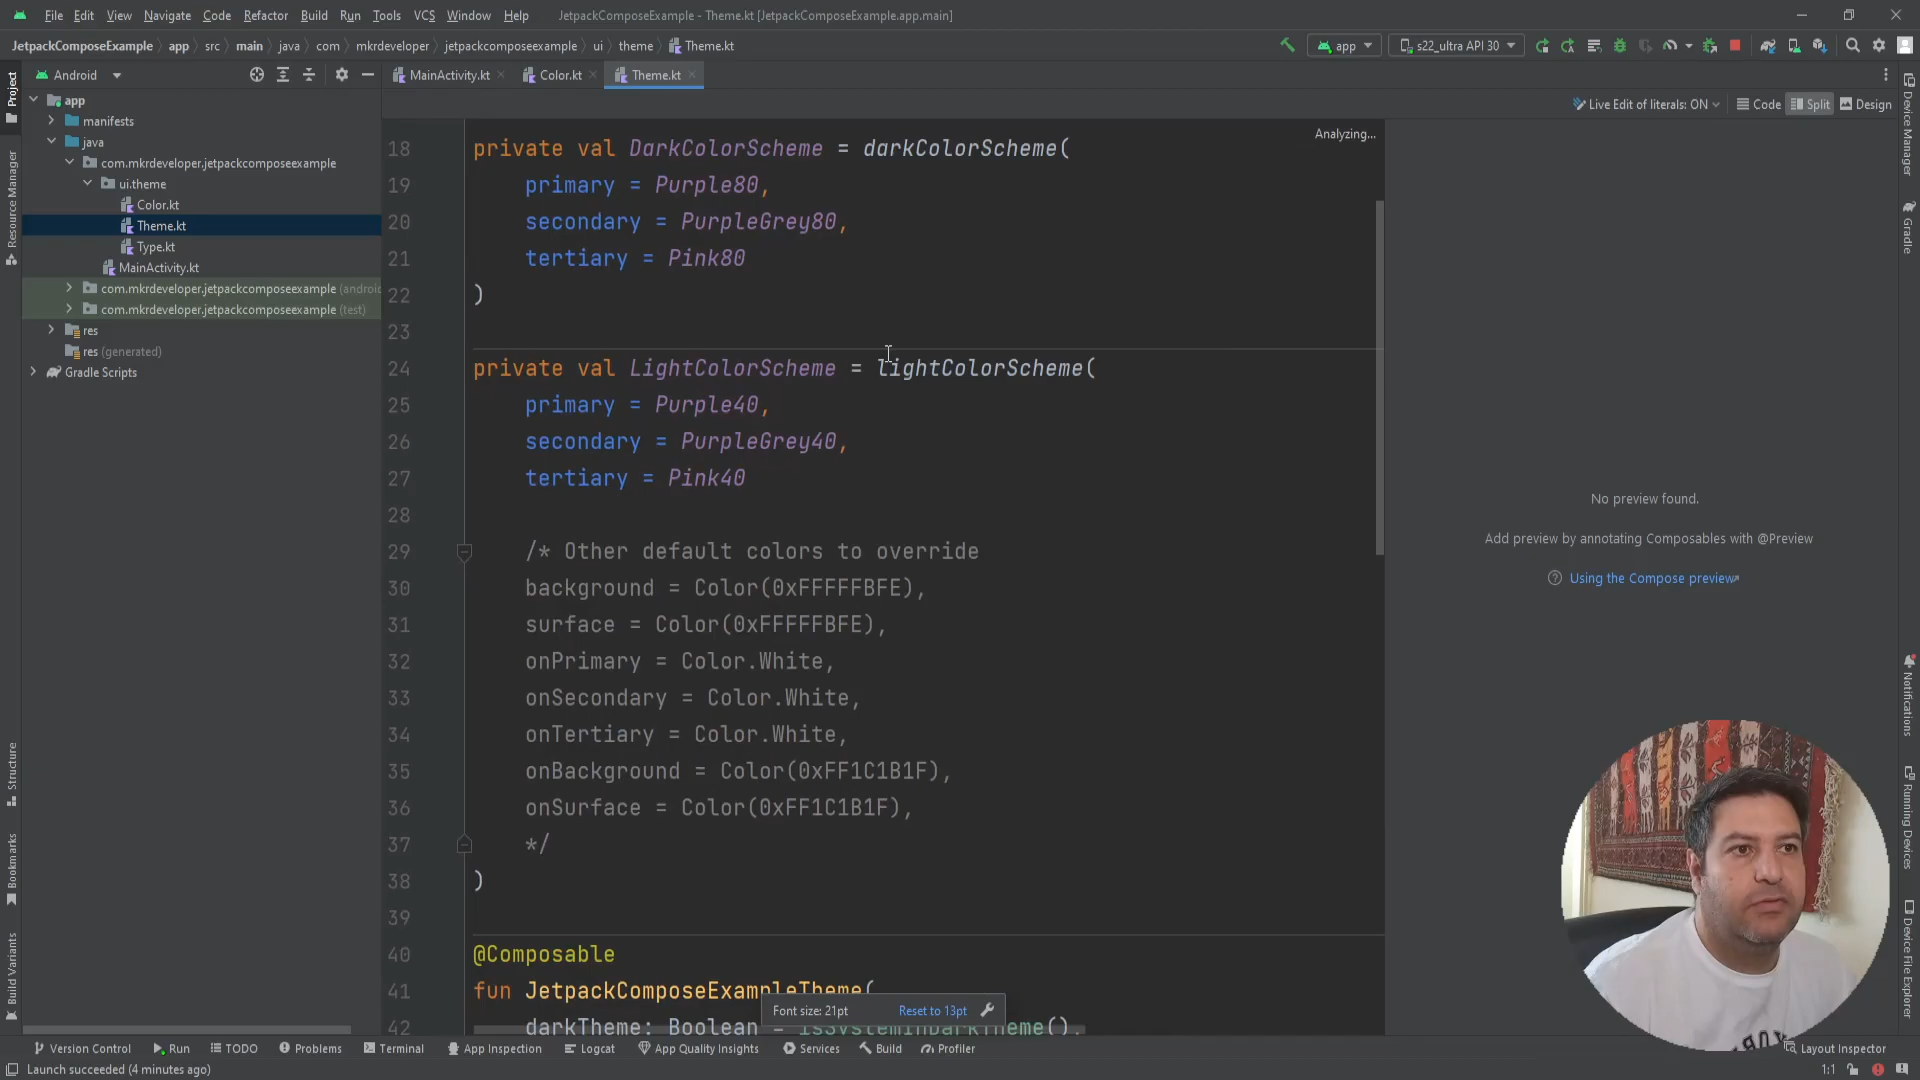 File Edit View Navigate Code Refactor Build Run Tools VCS Window Help JetpackComposeExample - Theme.kt [JetpackComposeExample.app.main]
JetpackComposeExample app src main java com mkrdeveloper jetpackcomposeexample ui theme Theme.kt app s22_ultra API 30
Android MainActivity.kt Color.kt Theme.kt
Live Edit of literals: ON Code Split Design
Analyzing...
Project
Resource Manager
Structure
Bookmarks
Build Variants
app
manifests
java
com.mkrdeveloper.jetpackcomposeexample
ui.theme
Color.kt
Theme.kt
Type.kt
MainActivity.kt
com.mkrdeveloper.jetpackcomposeexample (androic
com.mkrdeveloper.jetpackcomposeexample (test)
res
res (generated)
Gradle Scripts
18 private val DarkColorScheme = darkColorScheme(
19 primary = Purple80,
20 secondary = PurpleGrey80,
21 tertiary = Pink80
22 )
23
24 private val LightColorScheme = lightColorScheme(
25 primary = Purple40,
26 secondary = PurpleGrey40,
27 tertiary = Pink40
28
29 /* Other default colors to override
30 background = Color(0xFFFFFBFE),
31 surface = Color(0xFFFFFBFE),
32 onPrimary = Color.White,
33 onSecondary = Color.White,
34 onTertiary = Color.White,
35 onBackground = Color(0xFF1C1B1F),
36 onSurface = Color(0xFF1C1B1F),
37 */
38 )
39
40 @Composable
41 fun JetpackComposeExampleTheme(
42 darkTheme: Boolean = isSystemInDarkTheme(),
Font size: 21pt Reset to 13pt
No preview found.
Add preview by annotating Composables with @Preview
Using the Compose preview
Device Manager
Gradle
Notifications
Running Devices
Device File Explorer
Version Control Run TODO Problems Terminal App Inspection Logcat App Quality Insights Services Build Profiler Layout Inspector
Launch succeeded (4 minutes ago) 1:1